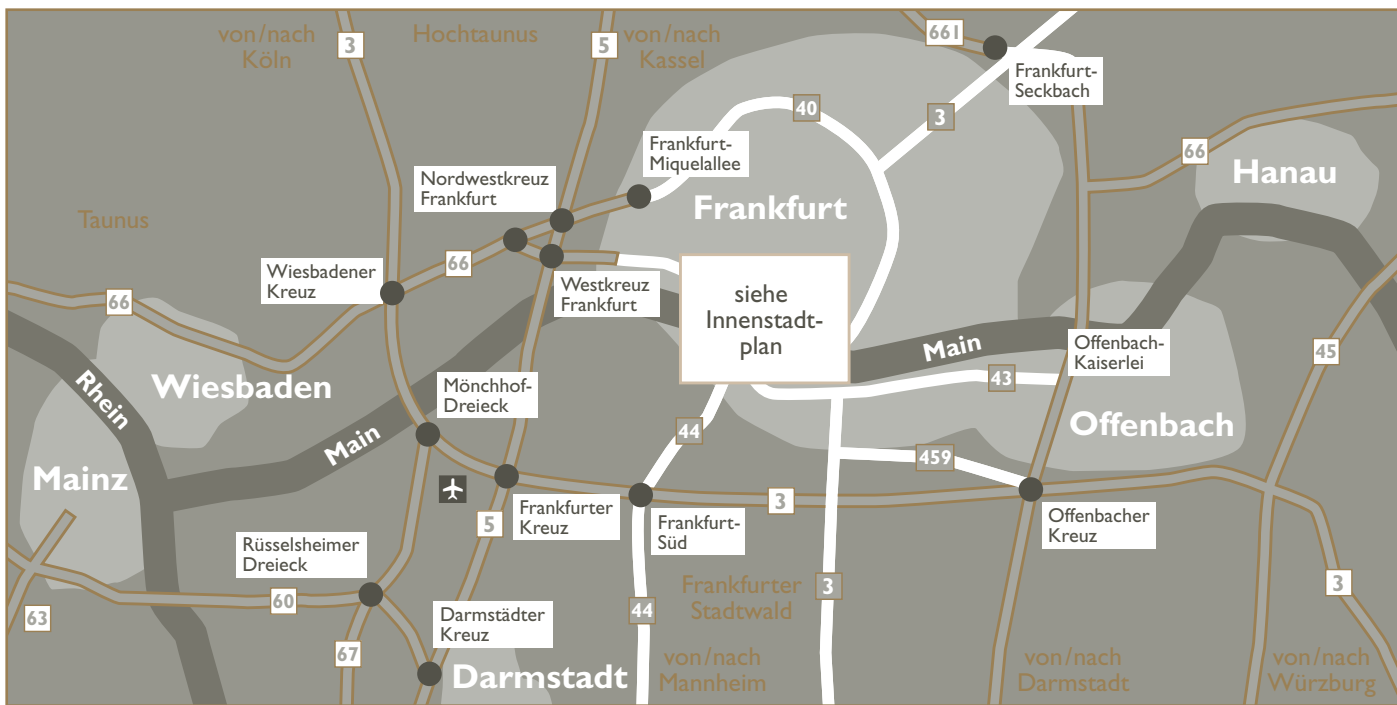 von/nach
Köln
3
Hochtaunus
5
von/nach
Kassel
661
Frankfurt-
Seckbach
40
3
Frankfurt-
Miquelallee
66
Hanau
Nordwestkreuz
Frankfurt
Frankfurt
Taunus
Wiesbadener
Kreuz
66
Westkreuz
Frankfurt
siehe
Innenstadt-
plan
66
Main
Offenbach-
Kaiserlei
45
Rhein
Wiesbaden
Mönchhof-
Dreieck
43
Main
44
Offenbach
459
Mainz
Frankfurter
Kreuz
5
Frankfurt-
Süd
3
Offenbacher
Kreuz
Rüsselsheimer
Dreieck
60
63
67
Darmstädter
Kreuz
44
Frankfurter
Stadtwald
3
3
Darmstadt
von/nach
Mannheim
von/nach
Darmstadt
von/nach
Würzburg